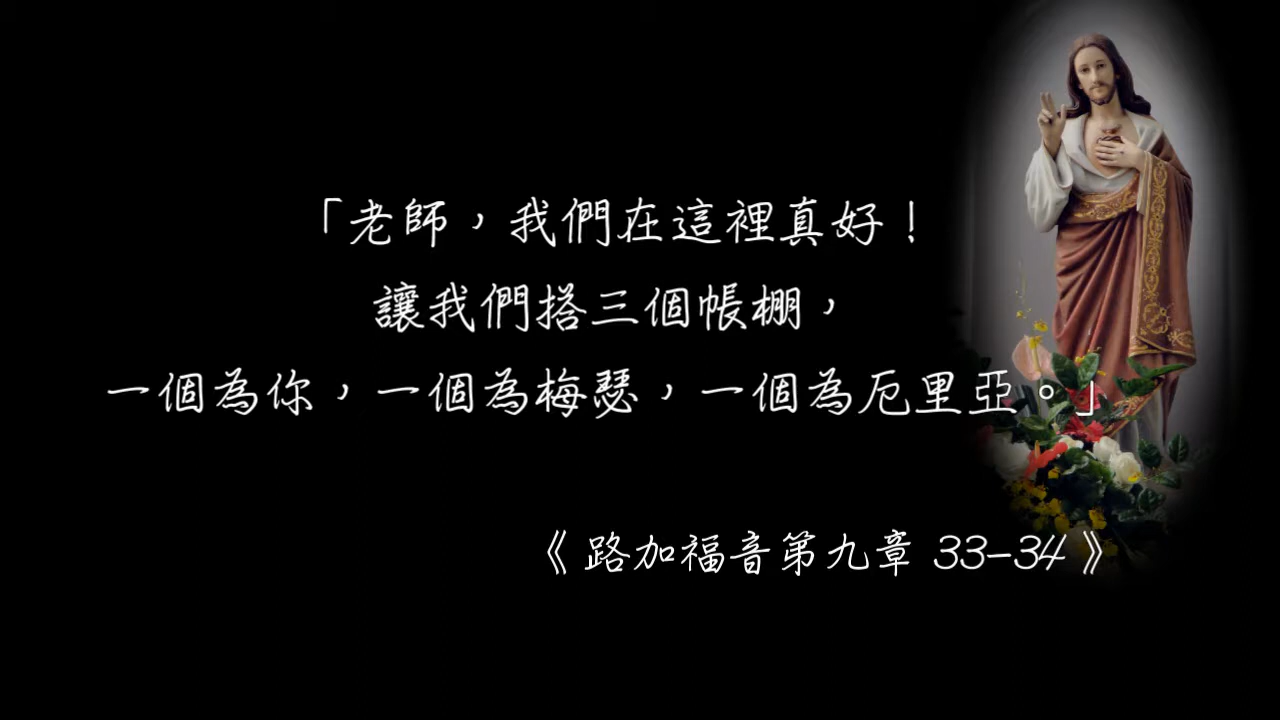 「老師，我們在這裡真好！
讓我們搭三個帳棚，
一個為你，一個為梅瑟，一個為厄里亞。」
《 路加福音第九章 33-34 》